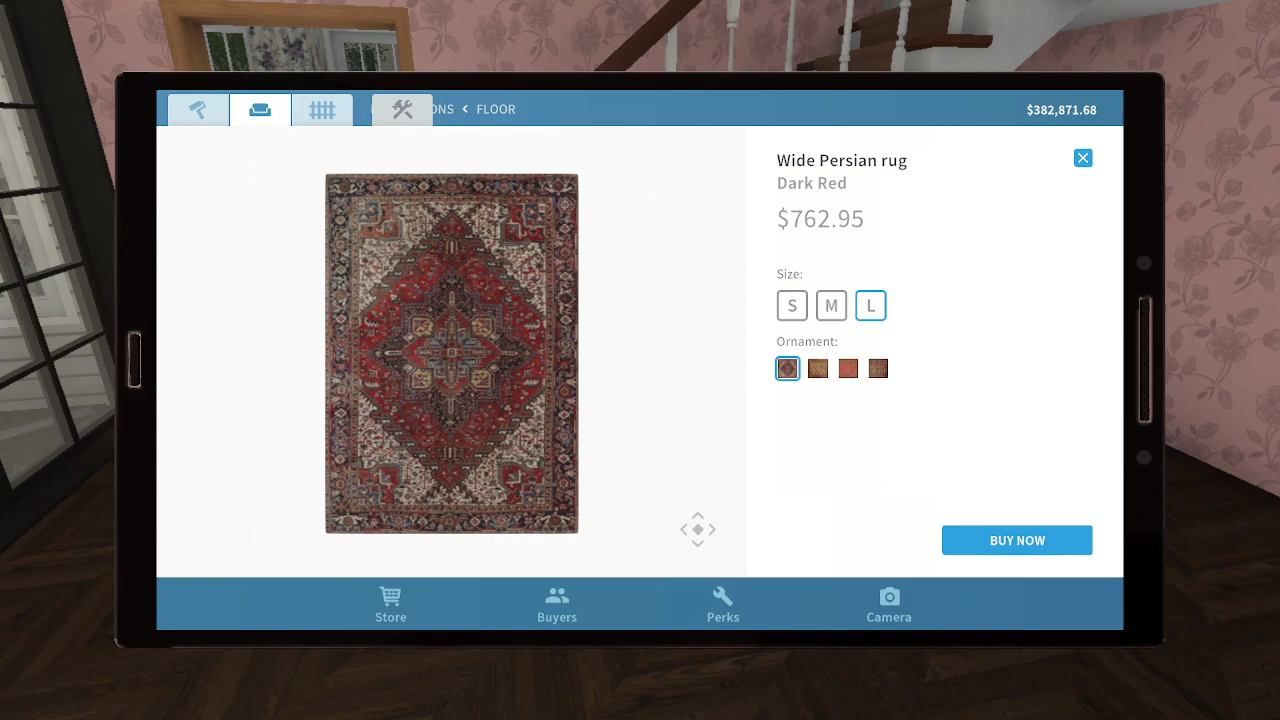 ONS < FLOOR
$382,871.68
Wide Persian rug
Dark Red
$762.95
Size:
S M L
Ornament:
BUY NOW
Store Buyers Perks Camera